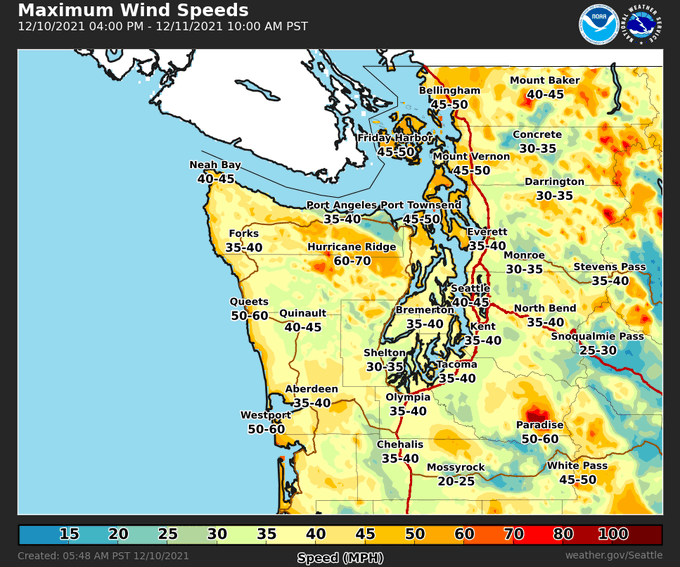 Maximum Wind Speeds
12/10/2021 04:00 PM - 12/11/2021 10:00 AM PST
NOAA
NATIONAL WEATHER SERVICE
Bellingham
45-50
Mount Baker
40-45
Friday Harbor
45-50
Concrete
30-35
Mount Vernon
45-50
Neah Bay
40-45
Darrington
30-35
Port Angeles
35-40
Port Townsend
45-50
Forks
35-40
Everett
35-40
Hurricane Ridge
60-70
Monroe
30-35
Stevens Pass
35-40
Seattle
40-45
Queets
50-60
Quinault
40-45
Bremerton
35-40
North Bend
35-40
Kent
35-40
Snoqualmie Pass
25-30
Shelton
30-35
Tacoma
35-40
Aberdeen
35-40
Olympia
35-40
Westport
50-60
Paradise
50-60
Chehalis
35-40
Mossyrock
20-25
White Pass
45-50
15 20 25 30 35 40 45 50 60 70 80 100
Created: 05:48 AM PST 12/10/2021
Speed (MPH)
weather.gov/Seattle